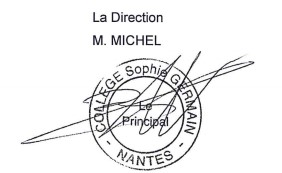 La Direction
M. MICHEL
COLLEGE Sophie GERMAIN
Le
Principal
- NANTES -